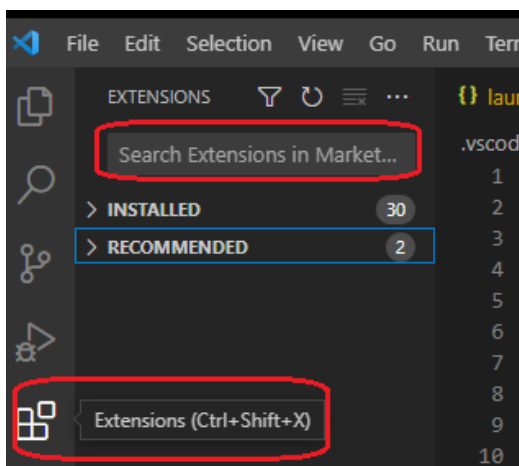 File Edit Selection View Go Run
EXTENSIONS
{} lau
Search Extensions in Market...
.vscod
INSTALLED 30
RECOMMENDED 2
Extensions (Ctrl+Shift+X)
1
2
3
4
5
6
7
8
9
10